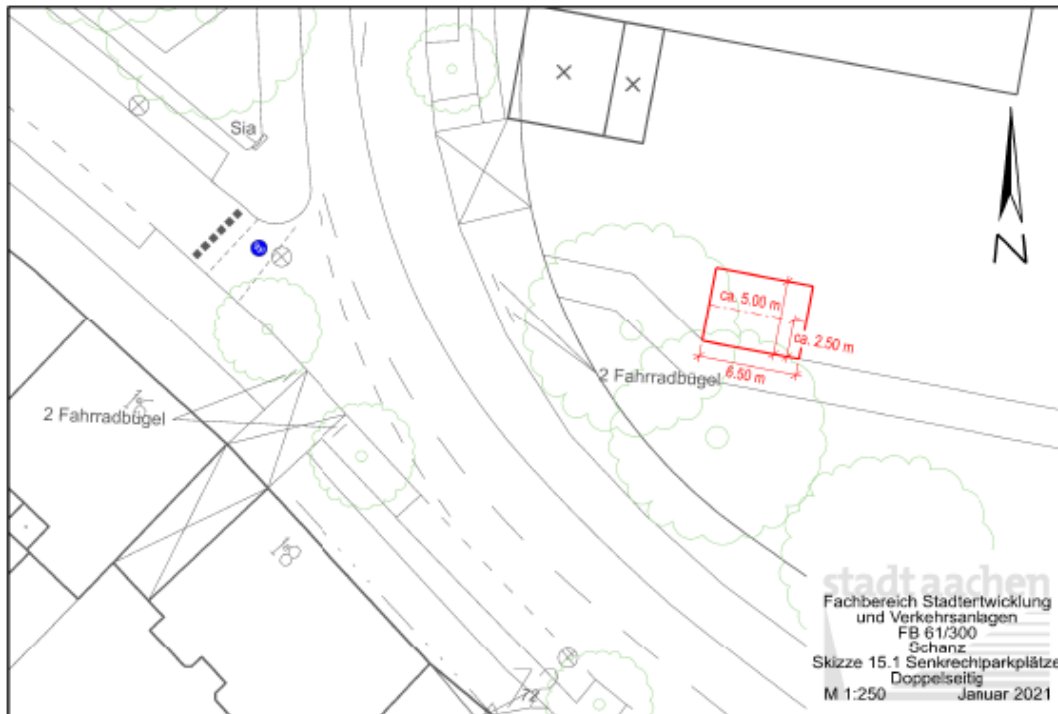 Sia
ca. 5.00 m
ca. 2.50 m
6.50 m
2 Fahrradbügel
2 Fahrradbügel
N
72
stadt aachen
Fachbereich Stadtentwicklung
und Verkehrsanlagen
FB 61/300
Schanz
Skizze 15.1 Senkrechtparkplätze
Doppelseitig
M 1:250 Januar 2021